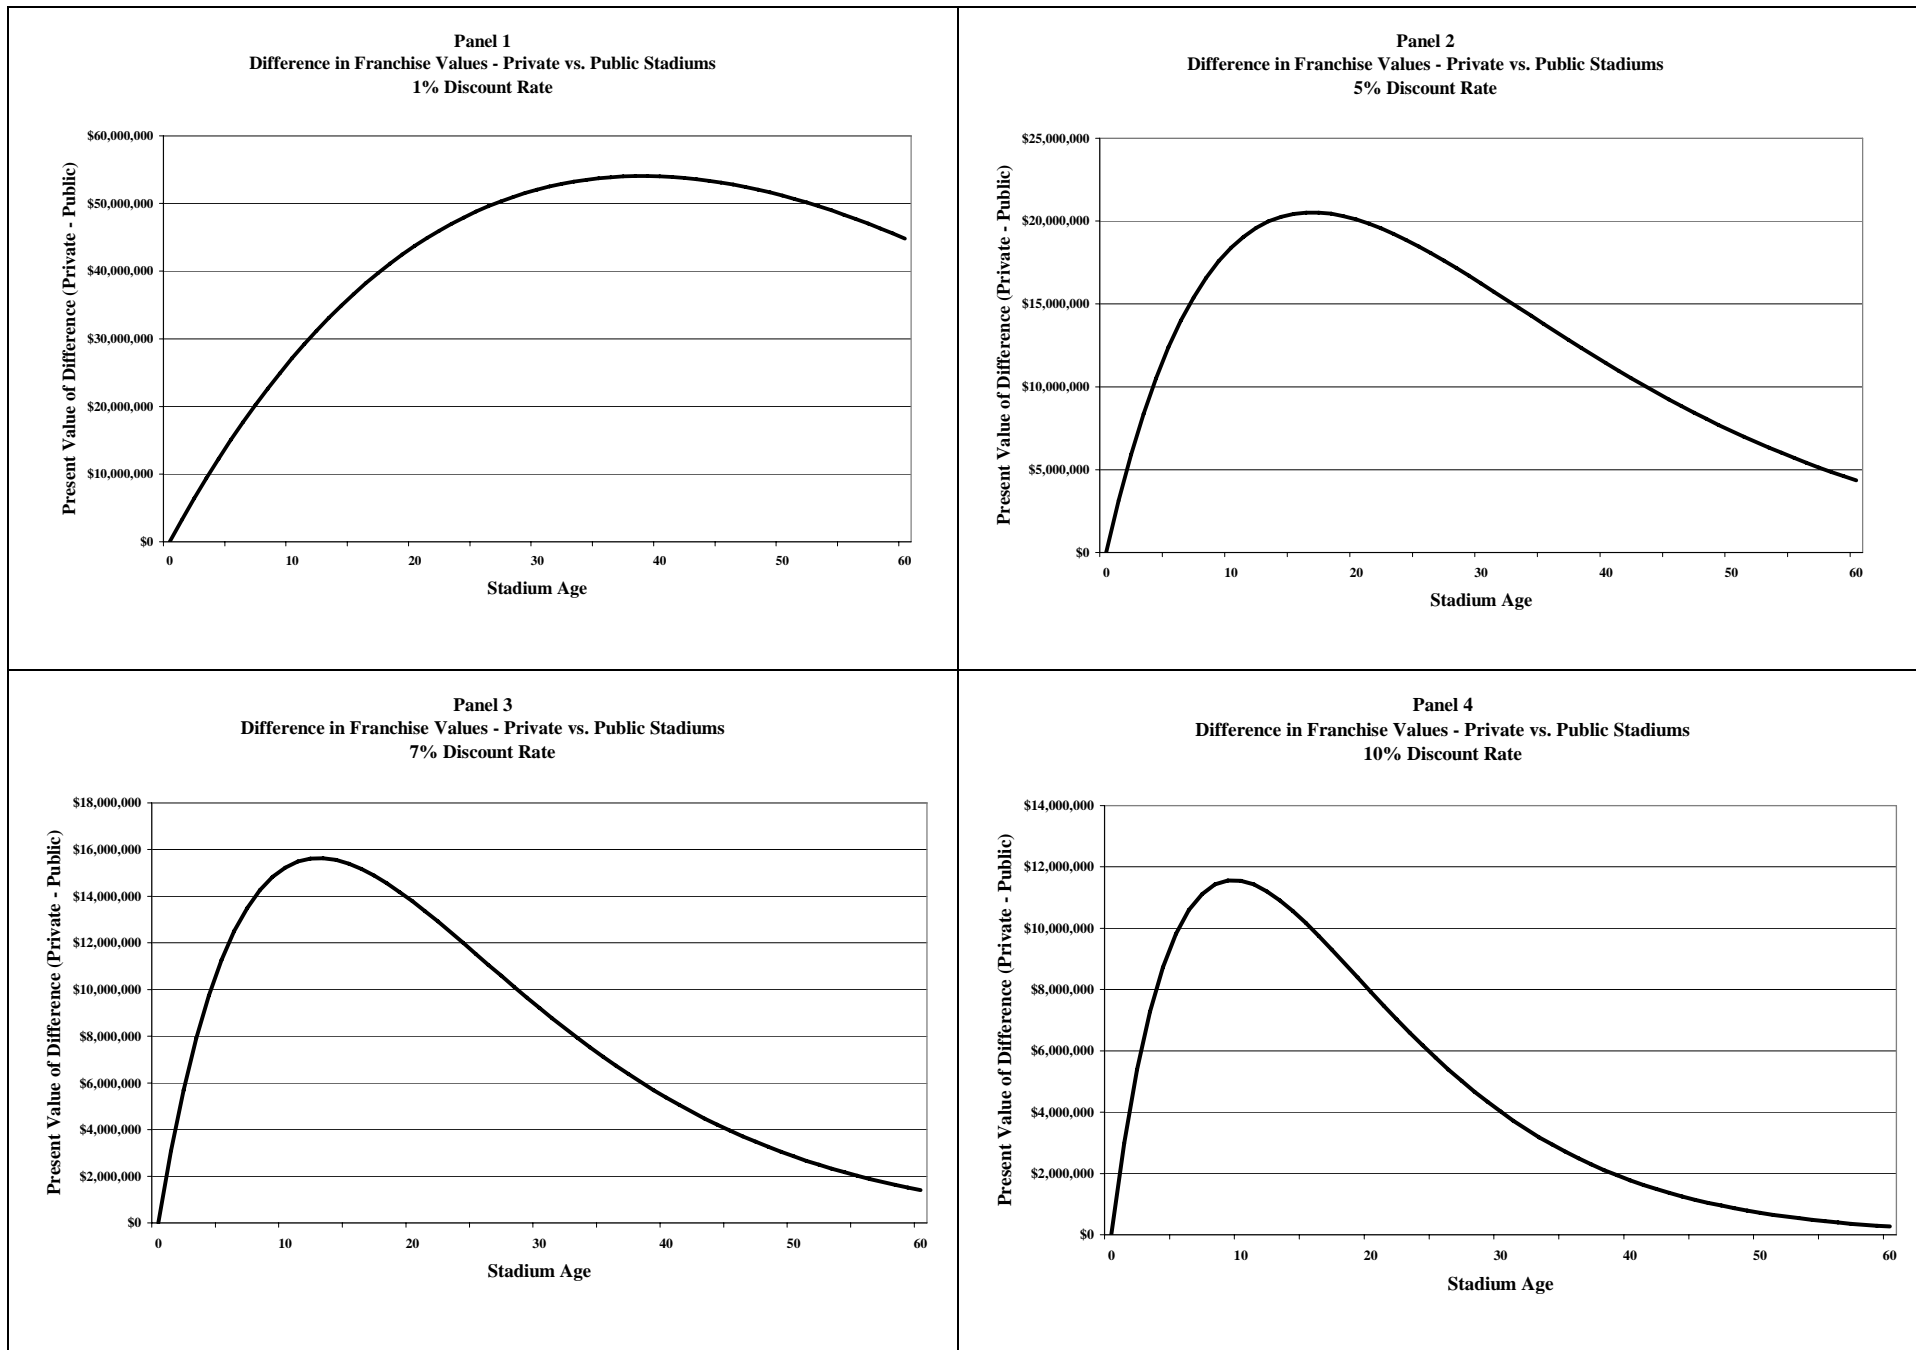 Panel 1
Difference in Franchise Values - Private vs. Public Stadiums
1% Discount Rate
Present Value of Difference (Private - Public)
$60,000,000
$50,000,000
$40,000,000
$30,000,000
$20,000,000
$10,000,000
$0
0 10 20 30 40 50 60
Stadium Age
Panel 2
Difference in Franchise Values - Private vs. Public Stadiums
5% Discount Rate
Present Value of Difference (Private - Public)
$25,000,000
$20,000,000
$15,000,000
$10,000,000
$5,000,000
$0
0 10 20 30 40 50 60
Stadium Age
Panel 3
Difference in Franchise Values - Private vs. Public Stadiums
7% Discount Rate
Present Value of Difference (Private - Public)
$18,000,000
$16,000,000
$14,000,000
$12,000,000
$10,000,000
$8,000,000
$6,000,000
$4,000,000
$2,000,000
$0
0 10 20 30 40 50 60
Stadium Age
Panel 4
Difference in Franchise Values - Private vs. Public Stadiums
10% Discount Rate
Present Value of Difference (Private - Public)
$14,000,000
$12,000,000
$10,000,000
$8,000,000
$6,000,000
$4,000,000
$2,000,000
$0
0 10 20 30 40 50 60
Stadium Age